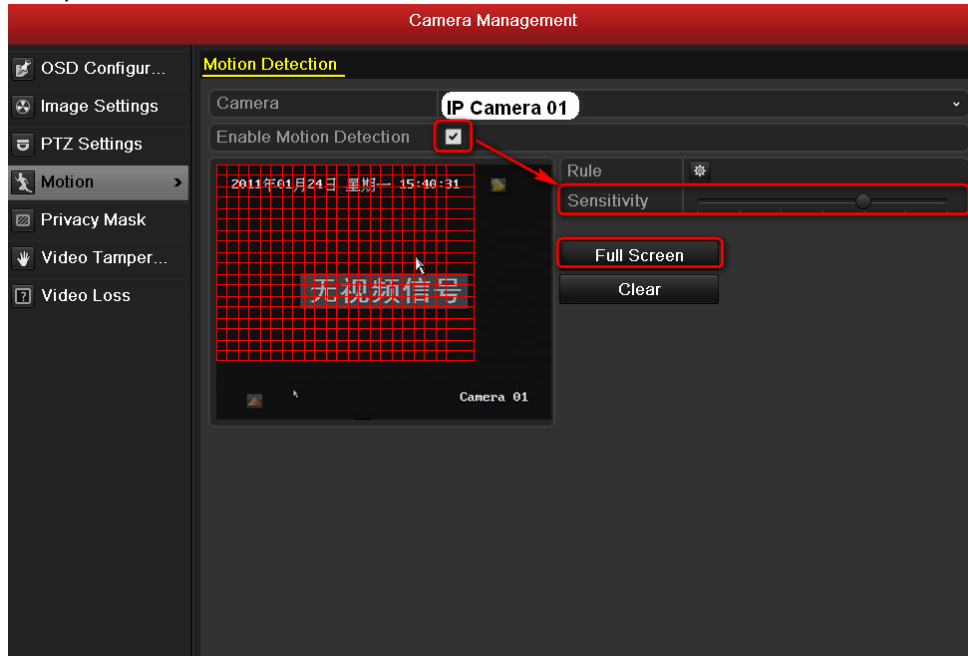 Camera Management
OSD Configur...
Image Settings
PTZ Settings
Motion
Privacy Mask
Video Tamper...
Video Loss
Motion Detection
Camera
IP Camera 01
Enable Motion Detection
2011年01月24日 星期一 15:40:31
无视频信号
Camera 01
Rule
Sensitivity
Full Screen
Clear